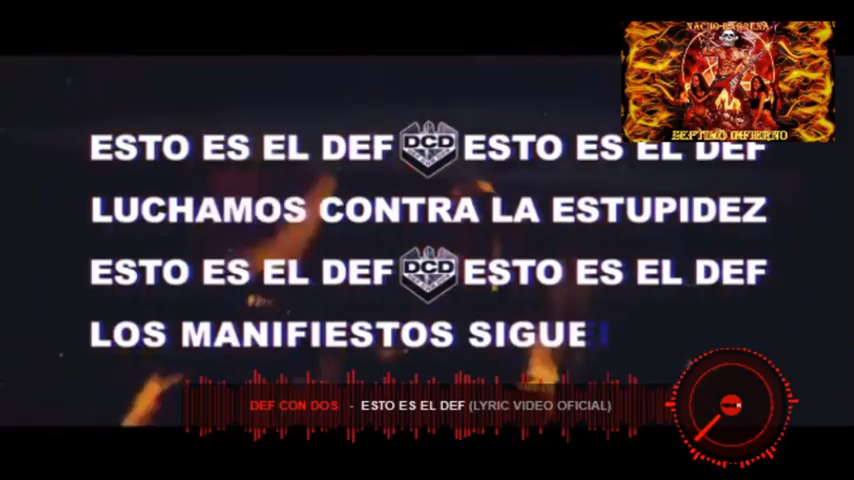 NACHO
SEPTIMO INFIERNO
ESTO ES EL DEF DCD ESTO ES EL DEF
LUCHAMOS CONTRA LA ESTUPIDEZ
ESTO ES EL DEF DCD ESTO ES EL DEF
LOS MANIFIESTOS SIGUE
DEF CON DOS - ESTO ES EL DEF (LYRIC VIDEO OFICIAL)